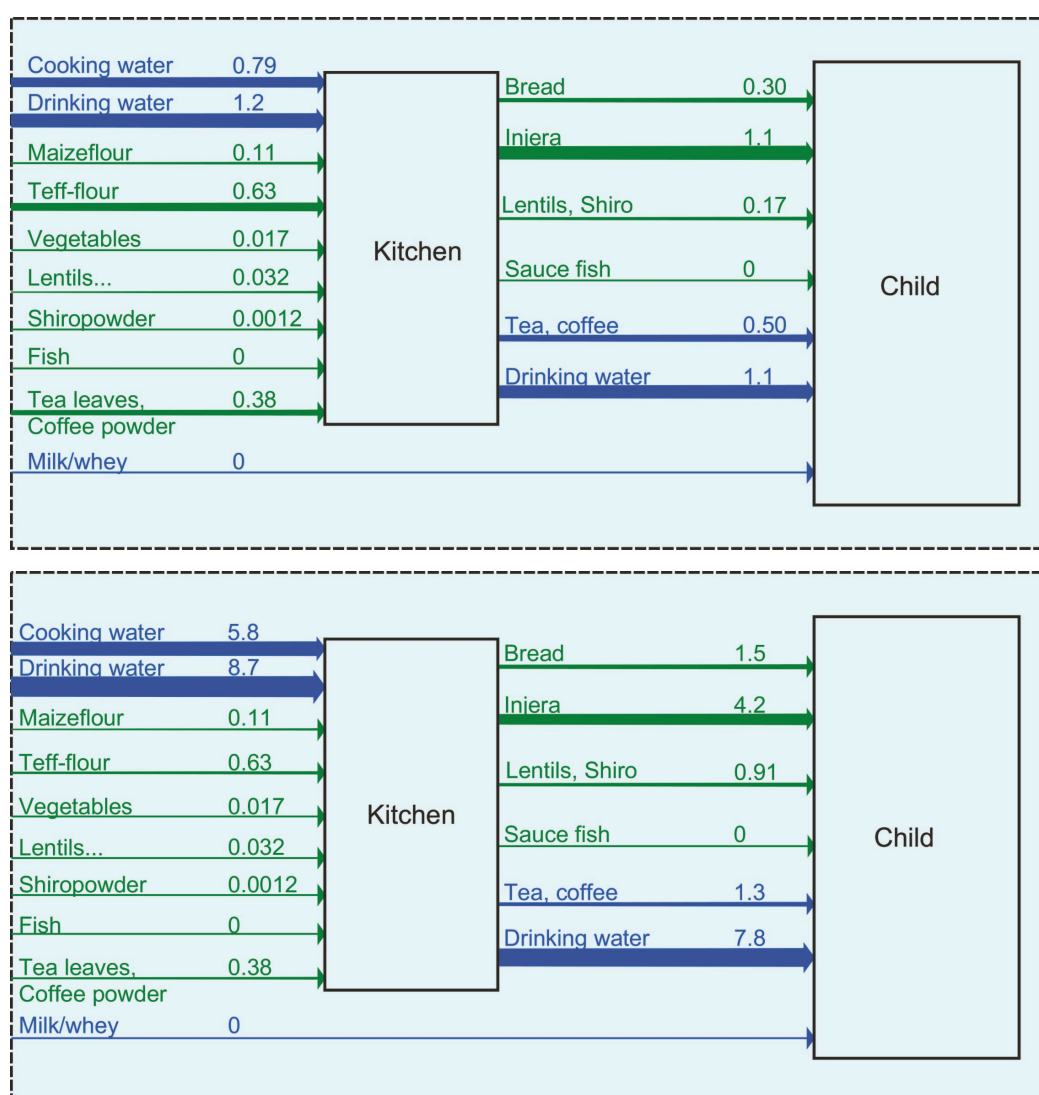 Cooking water 0.79
Drinking water 1.2
Maizeflour 0.11
Teff-flour 0.63
Vegetables 0.017
Lentils... 0.032
Shiropowder 0.0012
Fish 0
Tea leaves, 0.38
Coffee powder
Milk/whey 0
Kitchen
Bread 0.30
Injera 1.1
Lentils, Shiro 0.17
Sauce fish 0
Tea, coffee 0.50
Drinking water 1.1
Child
Cooking water 5.8
Drinking water 8.7
Maizeflour 0.11
Teff-flour 0.63
Vegetables 0.017
Lentils... 0.032
Shiropowder 0.0012
Fish 0
Tea leaves, 0.38
Coffee powder
Milk/whey 0
Kitchen
Bread 1.5
Injera 4.2
Lentils, Shiro 0.91
Sauce fish 0
Tea, coffee 1.3
Drinking water 7.8
Child